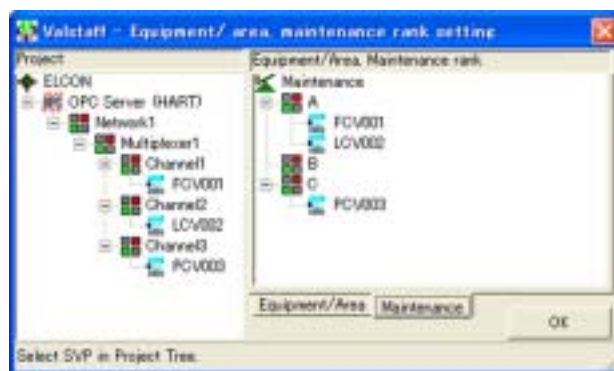 Valstaff - Equipment/ area, maintenance rank setting
Project
ELCON
OPC Server (HART)
Network1
Multiplexer1
Channel1
FCV001
Channel2
LCV002
Channel3
PCV003
Equipment/Area, Maintenance rank
Maintenance
A
FCV001
LCV002
B
C
PCV003
Equipment/Area
Maintenance
OK
Select SVP in Project Tree.